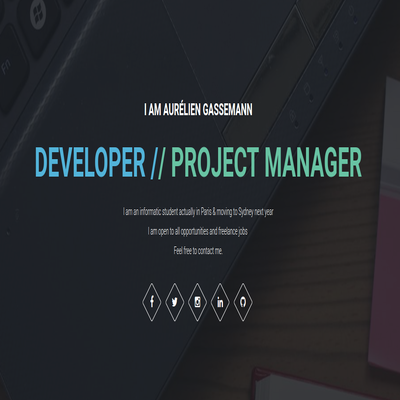 I AM AURÉLIEN GASSEMANN
DEVELOPER // PROJECT MANAGER
I am an informatic student actually in Paris & moving to Sydney next year
I am open to all opportunities and freelance jobs
Feel free to contact me.
Fn